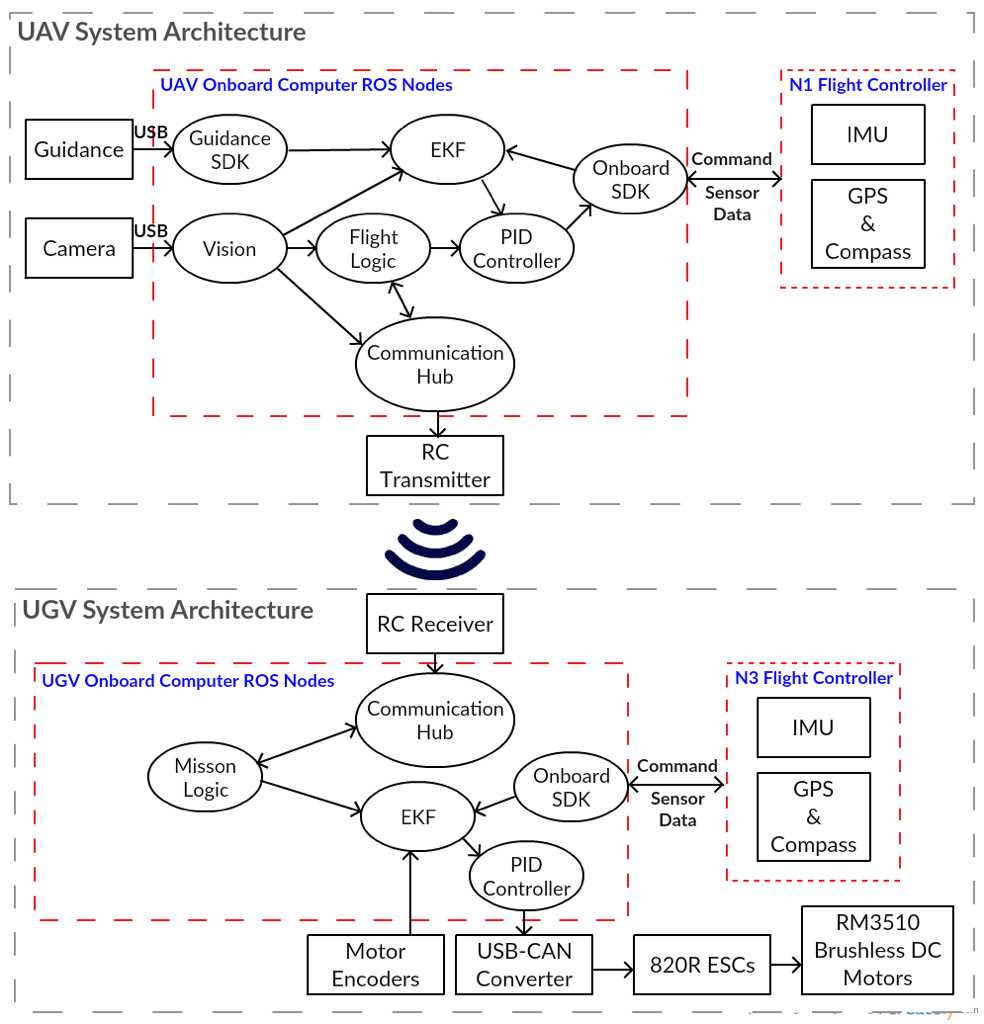 UAV System Architecture
UAV Onboard Computer ROS Nodes
N1 Flight Controller
Guidance
USB
Guidance
SDK
EKF
Onboard
SDK
Command
Sensor
Data
IMU
GPS
&
Compass
Camera
USB
Vision
Flight
Logic
PID
Controller
Communication
Hub
RC
Transmitter
UGV System Architecture
RC Receiver
UGV Onboard Computer ROS Nodes
N3 Flight Controller
Communication
Hub
Misson
Logic
EKF
Onboard
SDK
Command
Sensor
Data
IMU
GPS
&
Compass
PID
Controller
Motor
Encoders
USB-CAN
Converter
820R ESCs
RM3510
Brushless DC
Motors